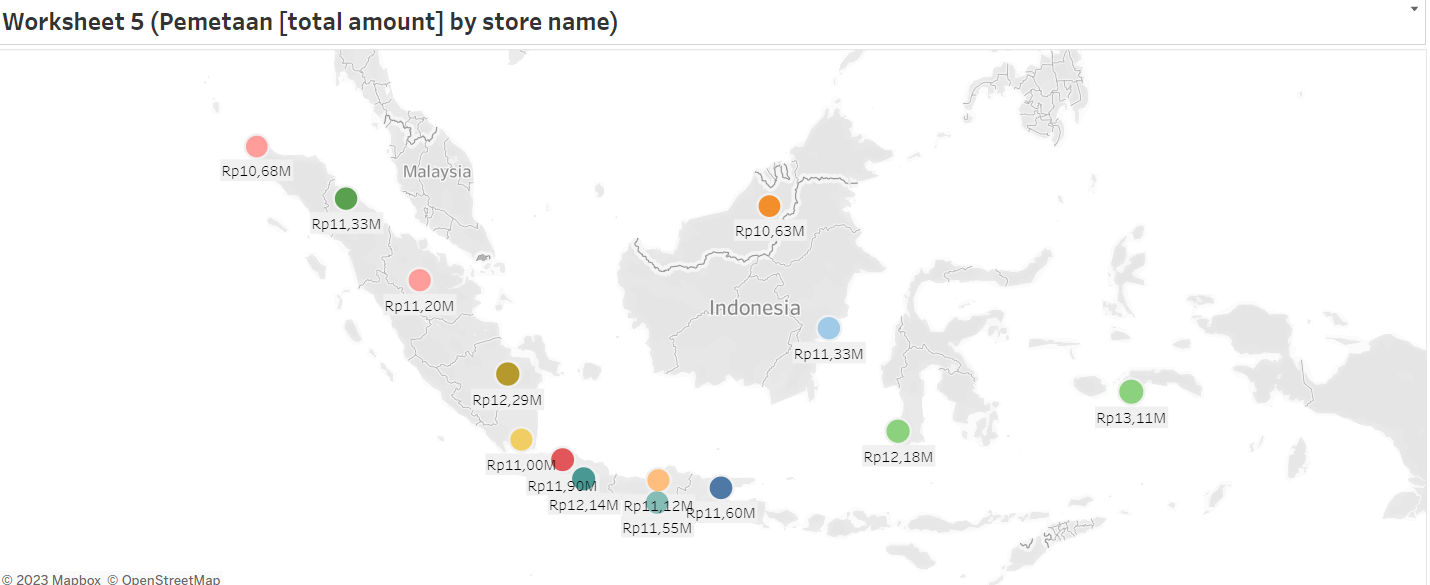 Worksheet 5 (Pemetaan [total amount] by store name)
Rp10,68M
Malaysia
Rp11,33M
Rp10,63M
Rp11,20M
Indonesia
Rp11,33M
Rp12,29M
Rp13,11M
Rp12,18M
Rp11,00M
Rp11,90M
Rp12,14M
Rp11,12M
Rp11,60M
Rp11,55M
© 2023 Mapbox © OpenStreetMap